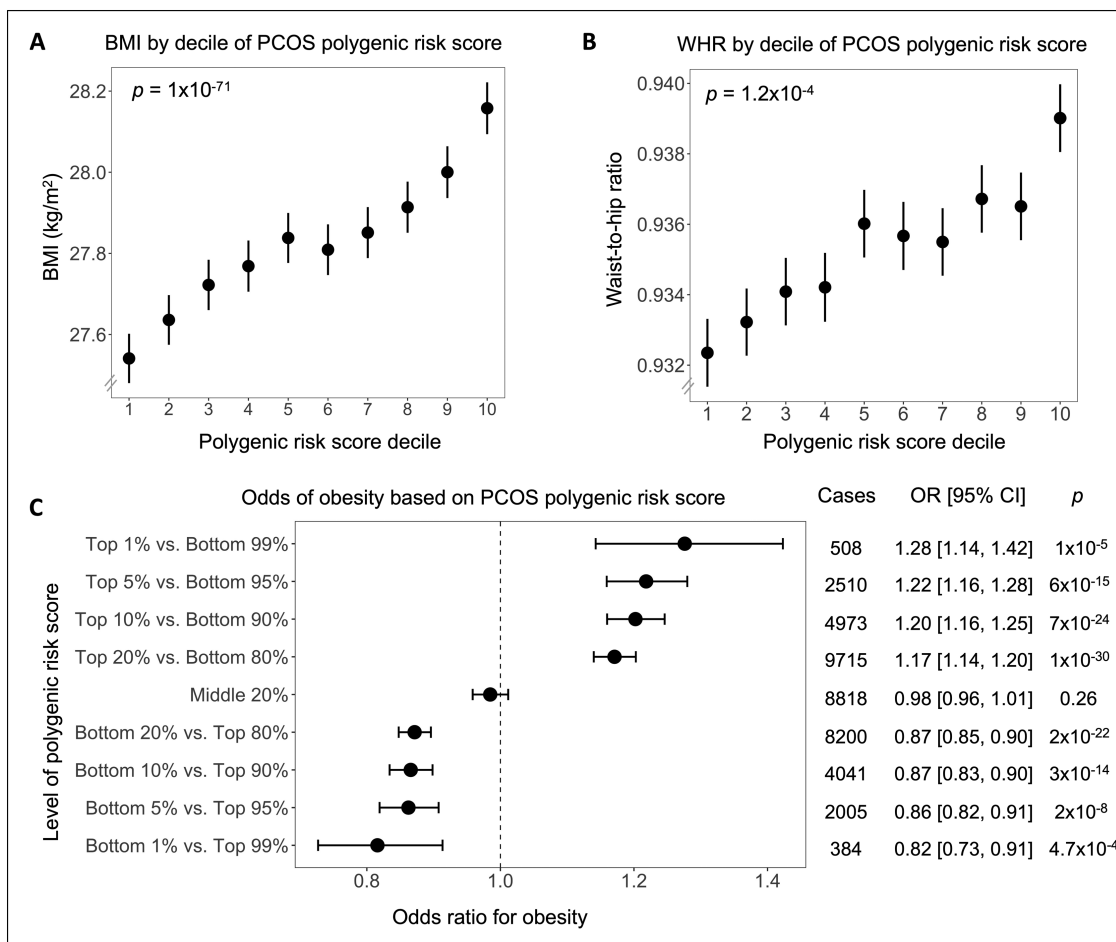 A
BMI by decile of PCOS polygenic risk score
p = 1x10⁻⁷¹
BMI (kg/m²)
28.2
28.0
27.8
27.6
1 2 3 4 5 6 7 8 9 10
Polygenic risk score decile
B
WHR by decile of PCOS polygenic risk score
p = 1.2x10⁻⁴
Waist-to-hip ratio
0.940
0.938
0.936
0.934
0.932
1 2 3 4 5 6 7 8 9 10
Polygenic risk score decile
C
Odds of obesity based on PCOS polygenic risk score
Cases OR [95% CI] p
Level of polygenic risk score
Top 1% vs. Bottom 99% 508 1.28 [1.14, 1.42] 1x10⁻⁵
Top 5% vs. Bottom 95% 2510 1.22 [1.16, 1.28] 6x10⁻¹⁵
Top 10% vs. Bottom 90% 4973 1.20 [1.16, 1.25] 7x10⁻²⁴
Top 20% vs. Bottom 80% 9715 1.17 [1.14, 1.20] 1x10⁻³⁰
Middle 20% 8818 0.98 [0.96, 1.01] 0.26
Bottom 20% vs. Top 80% 8200 0.87 [0.85, 0.90] 2x10⁻²²
Bottom 10% vs. Top 90% 4041 0.87 [0.83, 0.90] 3x10⁻¹⁴
Bottom 5% vs. Top 95% 2005 0.86 [0.82, 0.91] 2x10⁻⁸
Bottom 1% vs. Top 99% 384 0.82 [0.73, 0.91] 4.7x10⁻⁴
0.8 1.0 1.2 1.4
Odds ratio for obesity